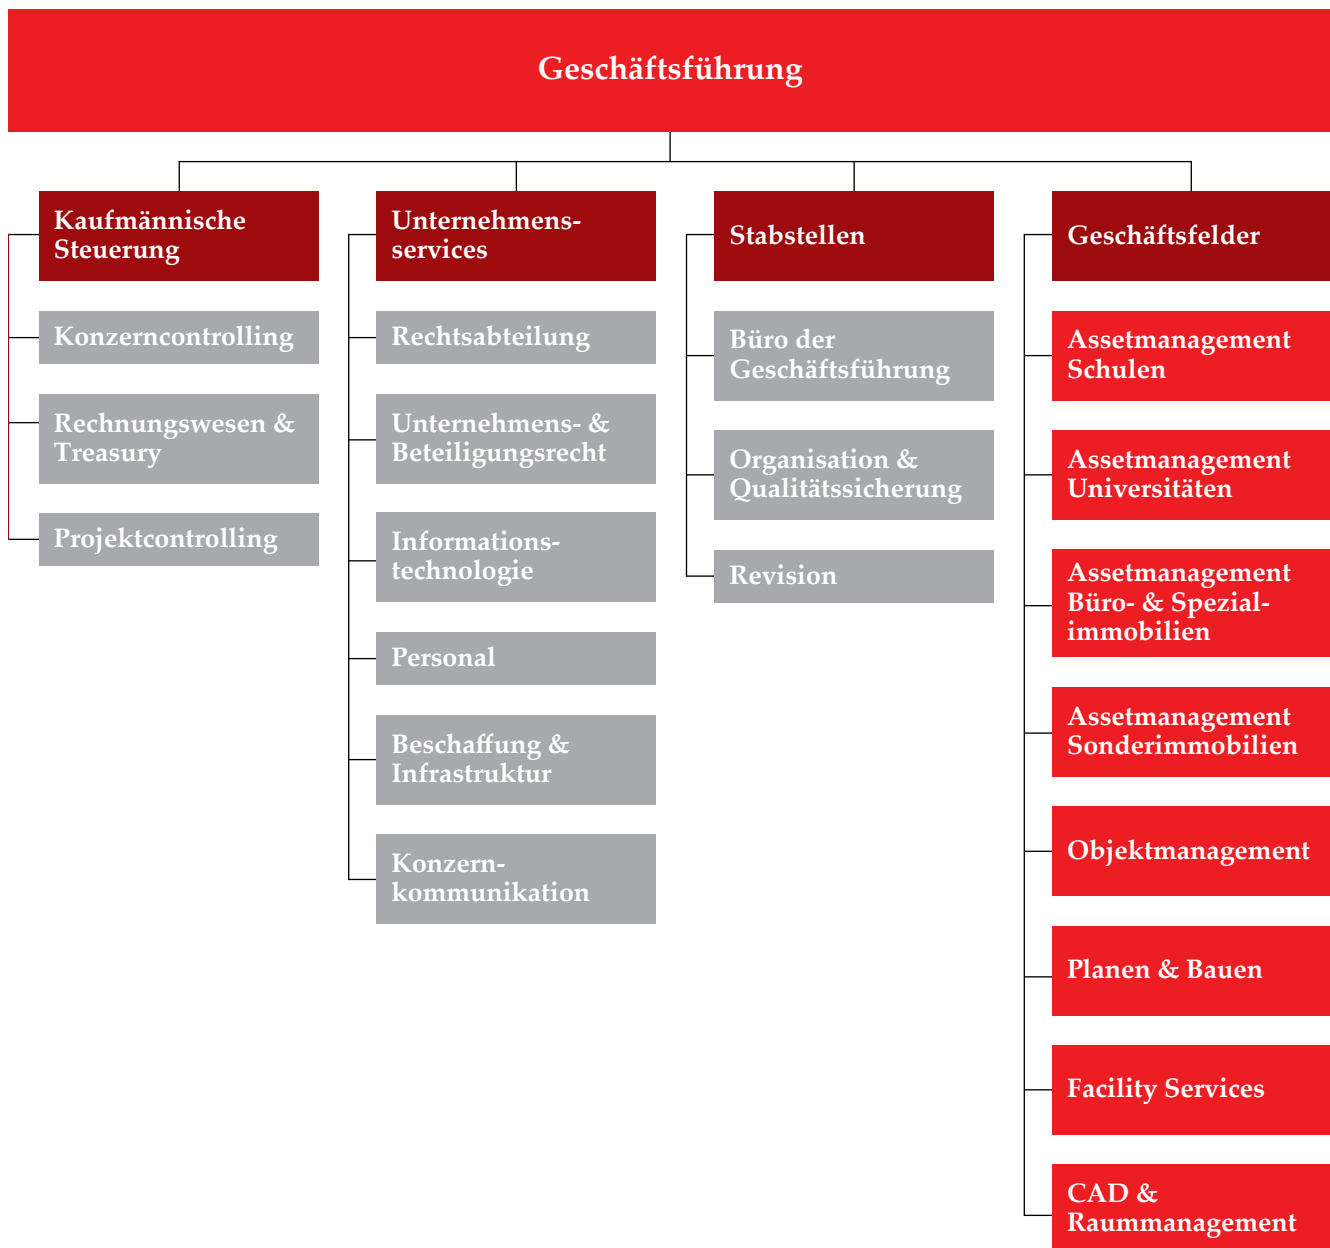 Geschäftsführung
Kaufmännische
Steuerung
Konzerncontrolling
Rechnungswesen &
Treasury
Projektcontrolling
Unternehmens-
services
Rechtsabteilung
Unternehmens- &
Beteiligungsrecht
Informations-
technologie
Personal
Beschaffung &
Infrastruktur
Konzern-
kommunikation
Stabstellen
Büro der
Geschäftsführung
Organisation &
Qualitätssicherung
Revision
Geschäftsfelder
Assetmanagement
Schulen
Assetmanagement
Universitäten
Assetmanagement
Büro- & Spezial-
immobilien
Assetmanagement
Sonderimmobilien
Objektmanagement
Planen & Bauen
Facility Services
CAD &
Raummanagement